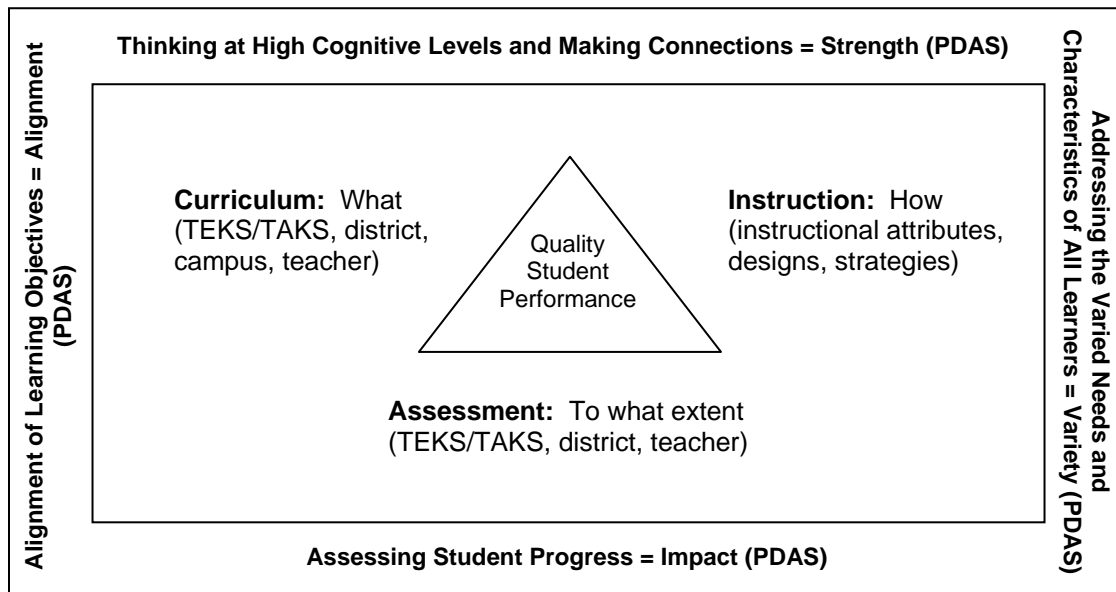 Thinking at High Cognitive Levels and Making Connections = Strength (PDAS)
Alignment of Learning Objectives = Alignment
(PDAS)
Curriculum: What
(TEKS/TAKS, district,
campus, teacher)
Quality
Student
Performance
Instruction: How
(instructional attributes,
designs, strategies)
Assessment: To what extent
(TEKS/TAKS, district, teacher)
Addressing the Varied Needs and
Characteristics of All Learners = Variety (PDAS)
Assessing Student Progress = Impact (PDAS)